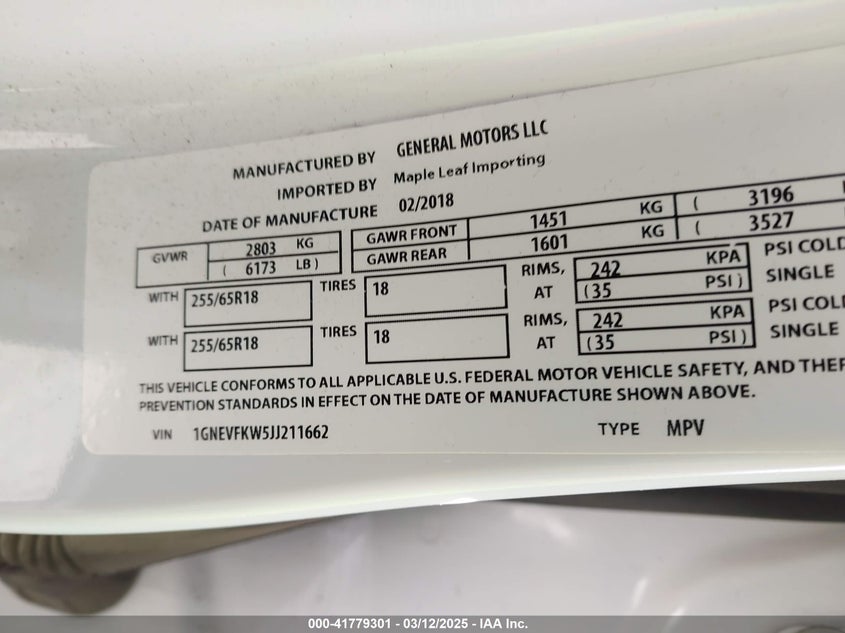 MANUFACTURED BY GENERAL MOTORS LLC
IMPORTED BY Maple Leaf Importing
DATE OF MANUFACTURE 02/2018
GVWR 2803 KG GAWR FRONT 1451 KG ( 3196
( 6173 LB ) GAWR REAR 1601 KG ( 3527
WITH 255/65R18 TIRES 18 RIMS, 242 KPA PSI COLD
AT (35 PSI ) SINGLE
WITH 255/65R18 TIRES 18 RIMS, 242 KPA PSI COL
AT (35 PSI ) SINGLE
THIS VEHICLE CONFORMS TO ALL APPLICABLE U.S. FEDERAL MOTOR VEHICLE SAFETY, AND THEF
PREVENTION STANDARDS IN EFFECT ON THE DATE OF MANUFACTURE SHOWN ABOVE.
VIN 1GNEVFKW5JJ211662 TYPE MPV
000-41779301 - 03/12/2025 - IAA Inc.